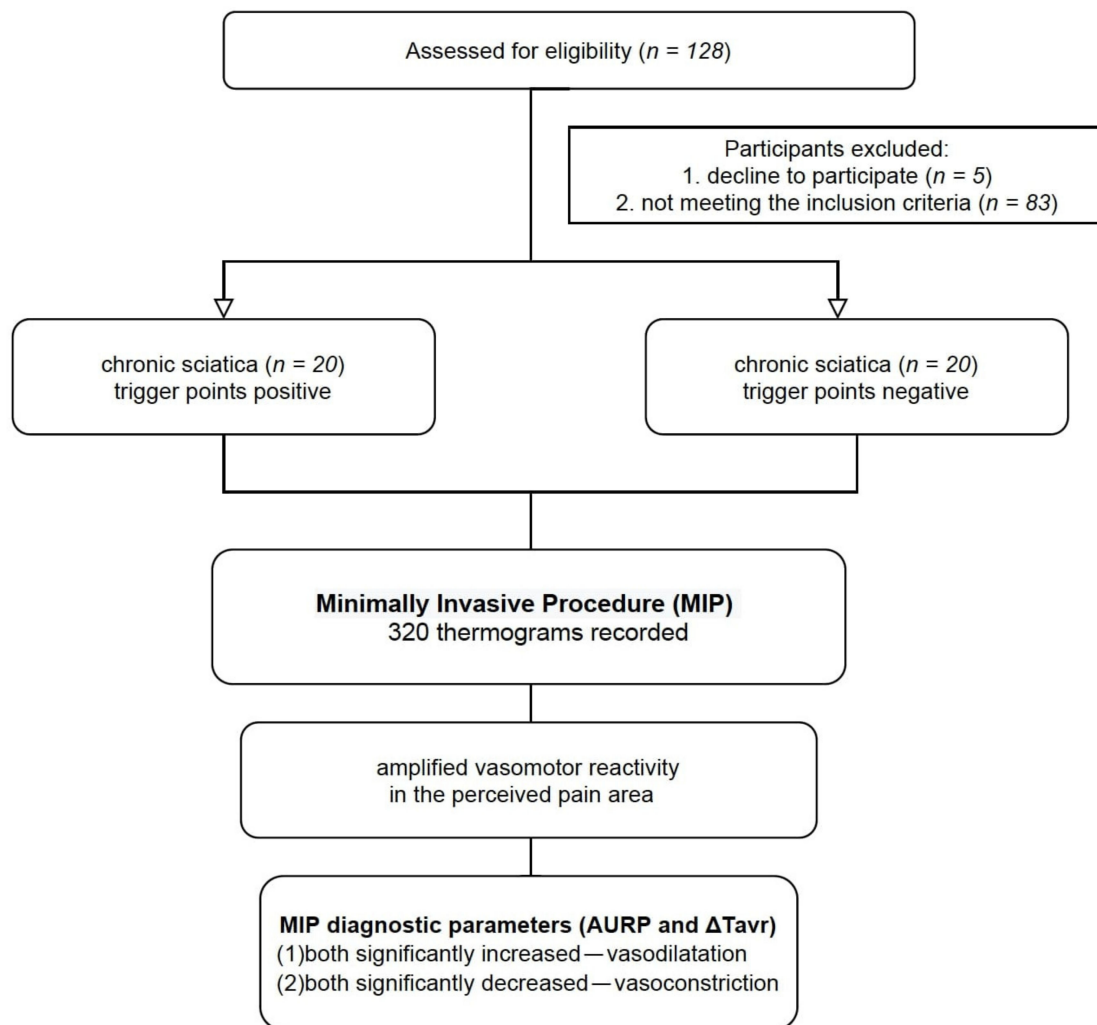 Assessed for eligibility (n = 128)
Participants excluded:
1. decline to participate (n = 5)
2. not meeting the inclusion criteria (n = 83)
chronic sciatica (n = 20)
trigger points positive
chronic sciatica (n = 20)
trigger points negative
Minimally Invasive Procedure (MIP)
320 thermograms recorded
amplified vasomotor reactivity
in the perceived pain area
MIP diagnostic parameters (AURP and ΔTavr)
(1)both significantly increased—vasodilatation
(2)both significantly decreased—vasoconstriction